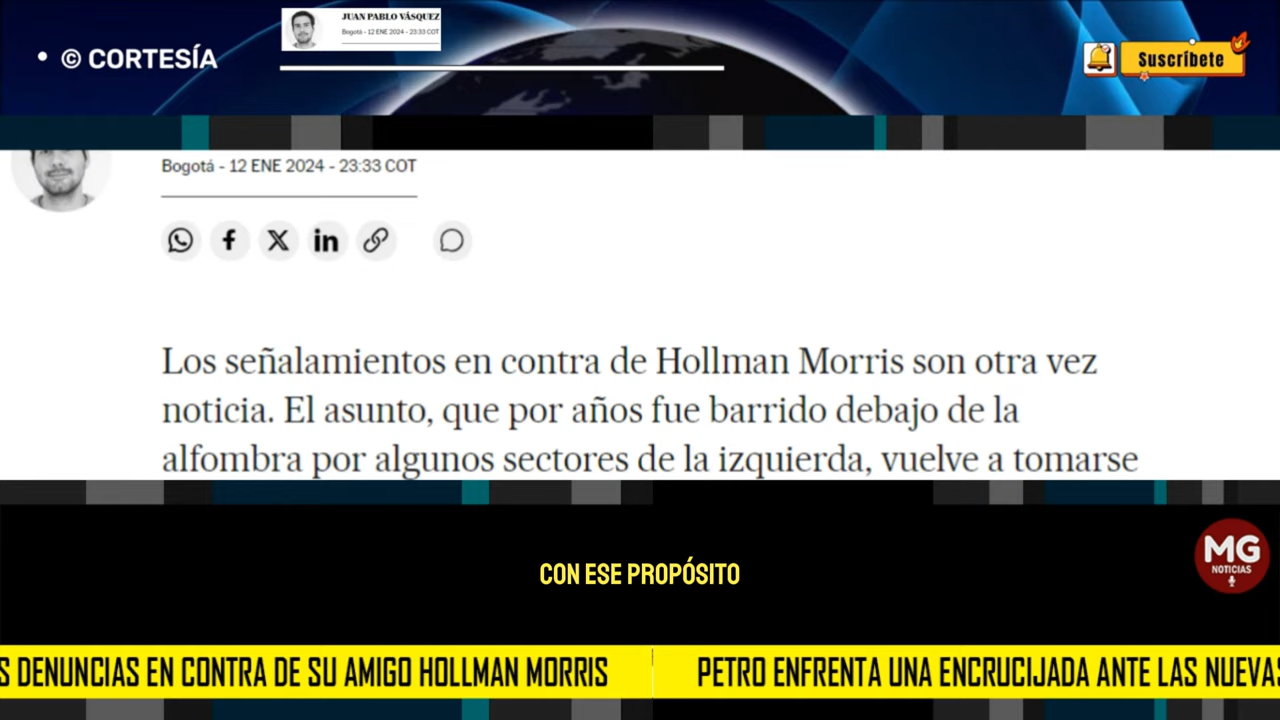 • © CORTESÍA
JUAN PABLO VÁSQUEZ
Bogotá - 12 ENE 2024 - 23:33 COT
Suscríbete
Bogotá - 12 ENE 2024 - 23:33 COT
Los señalamientos en contra de Hollman Morris son otra vez
noticia. El asunto, que por años fue barrido debajo de la
alfombra por algunos sectores de la izquierda, vuelve a tomarse
CON ESE PROPÓSITO
MG
NOTICIAS
S DENUNCIAS EN CONTRA DE SU AMIGO HOLLMAN MORRIS
PETRO ENFRENTA UNA ENCRUCIJADA ANTE LAS NUEVAS